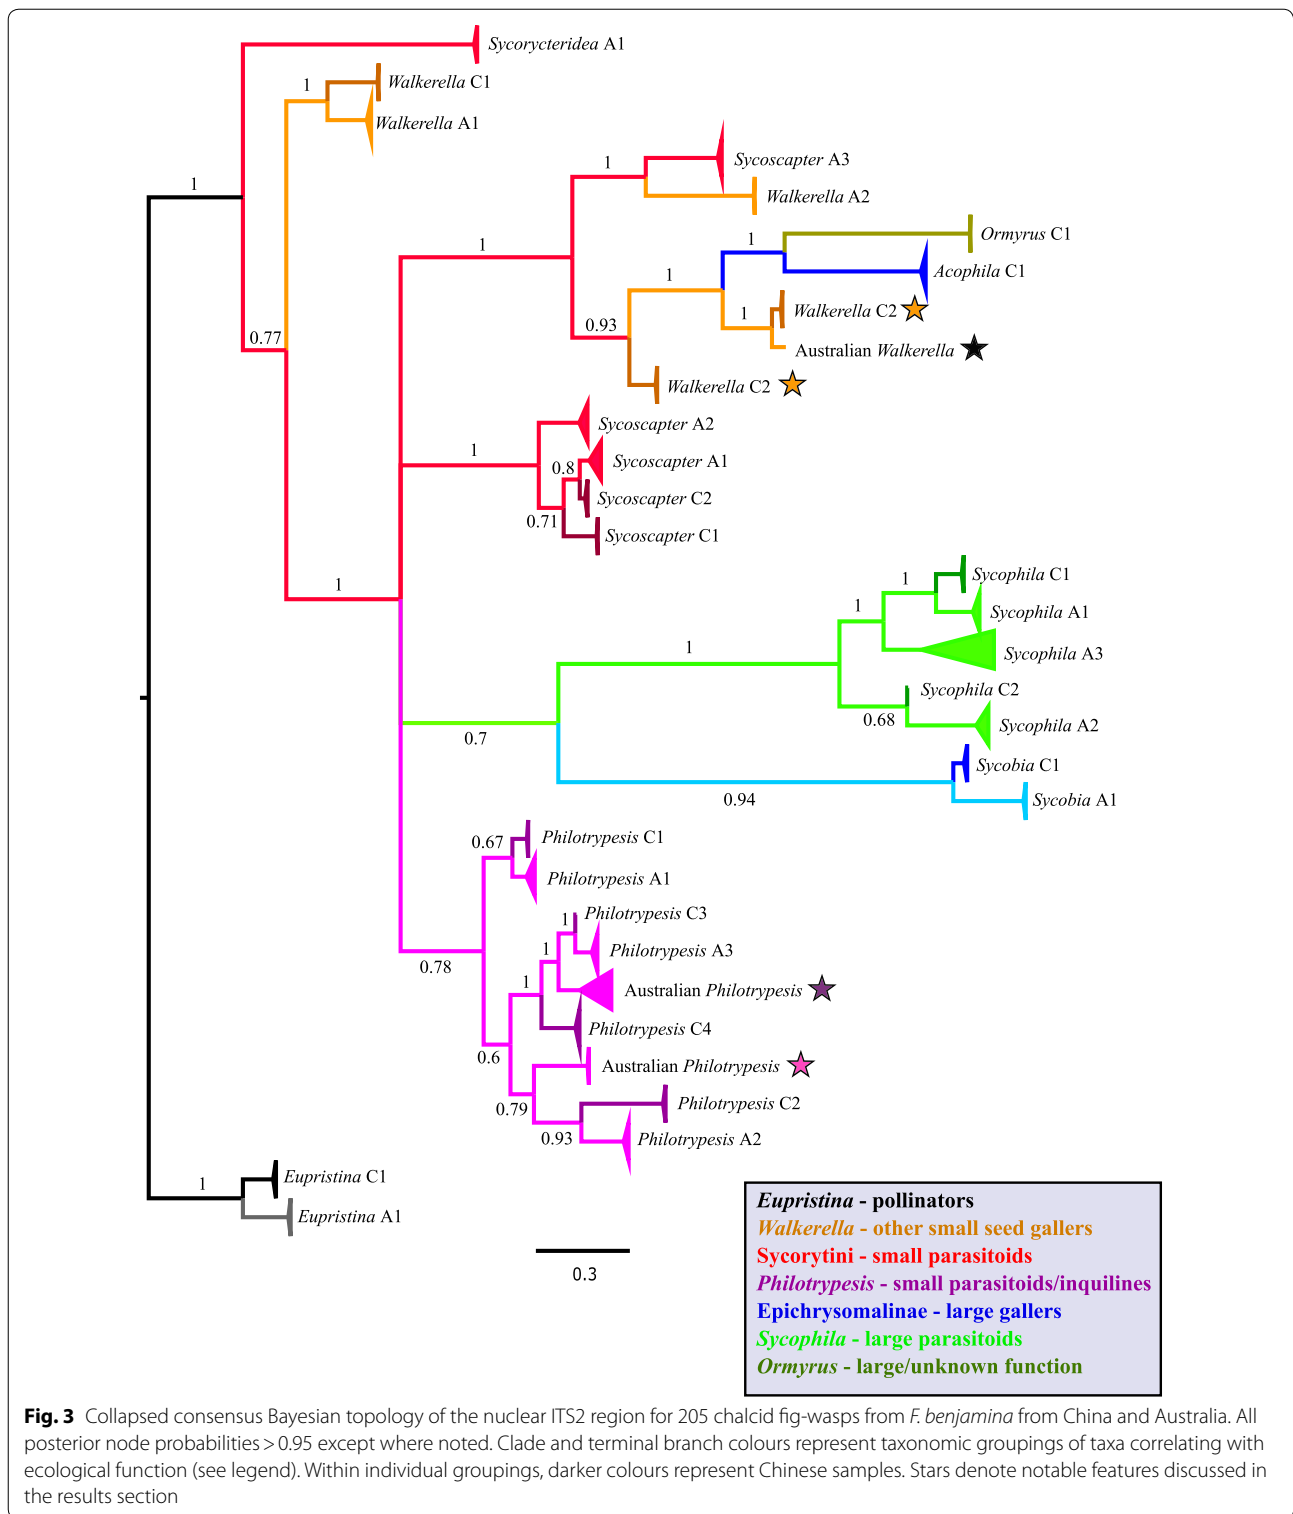 Sycorycteridea A1
1
Walkerella C1
Walkerella A1
1
1
Sycoscapter A3
Walkerella A2
1
1
Ormyrus C1
Acophila C1
1
1
Walkerella C2
0.93
0.77
Australian Walkerella
Walkerella C2
Sycoscapter A2
1
Sycoscapter A1
0.8
Sycoscapter C2
0.71
Sycoscapter C1
1
Sycophila C1
1
1
Sycophila A1
1
Sycophila A3
Sycophila C2
0.68
Sycophila A2
0.7
Sycobia C1
0.94
Sycobia A1
0.67
Philotrypesis C1
Philotrypesis A1
1
Philotrypesis C3
1
Philotrypesis A3
0.78
1
Australian Philotrypesis
Philotrypesis C4
0.6
Australian Philotrypesis
0.79
Philotrypesis C2
0.93
Philotrypesis A2
1
Eupristina C1
Eupristina A1
0.3
Eupristina - pollinators
Walkerella - other small seed gallers
Sycorytini - small parasitoids
Philotrypesis - small parasitoids/inquilines
Epichrysomalinae - large gallers
Sycophila - large parasitoids
Ormyrus - large/unknown function
Fig. 3 Collapsed consensus Bayesian topology of the nuclear ITS2 region for 205 chalcid fig-wasps from F. benjamina from China and Australia. All
posterior node probabilities > 0.95 except where noted. Clade and terminal branch colours represent taxonomic groupings of taxa correlating with
ecological function (see legend). Within individual groupings, darker colours represent Chinese samples. Stars denote notable features discussed in
the results section